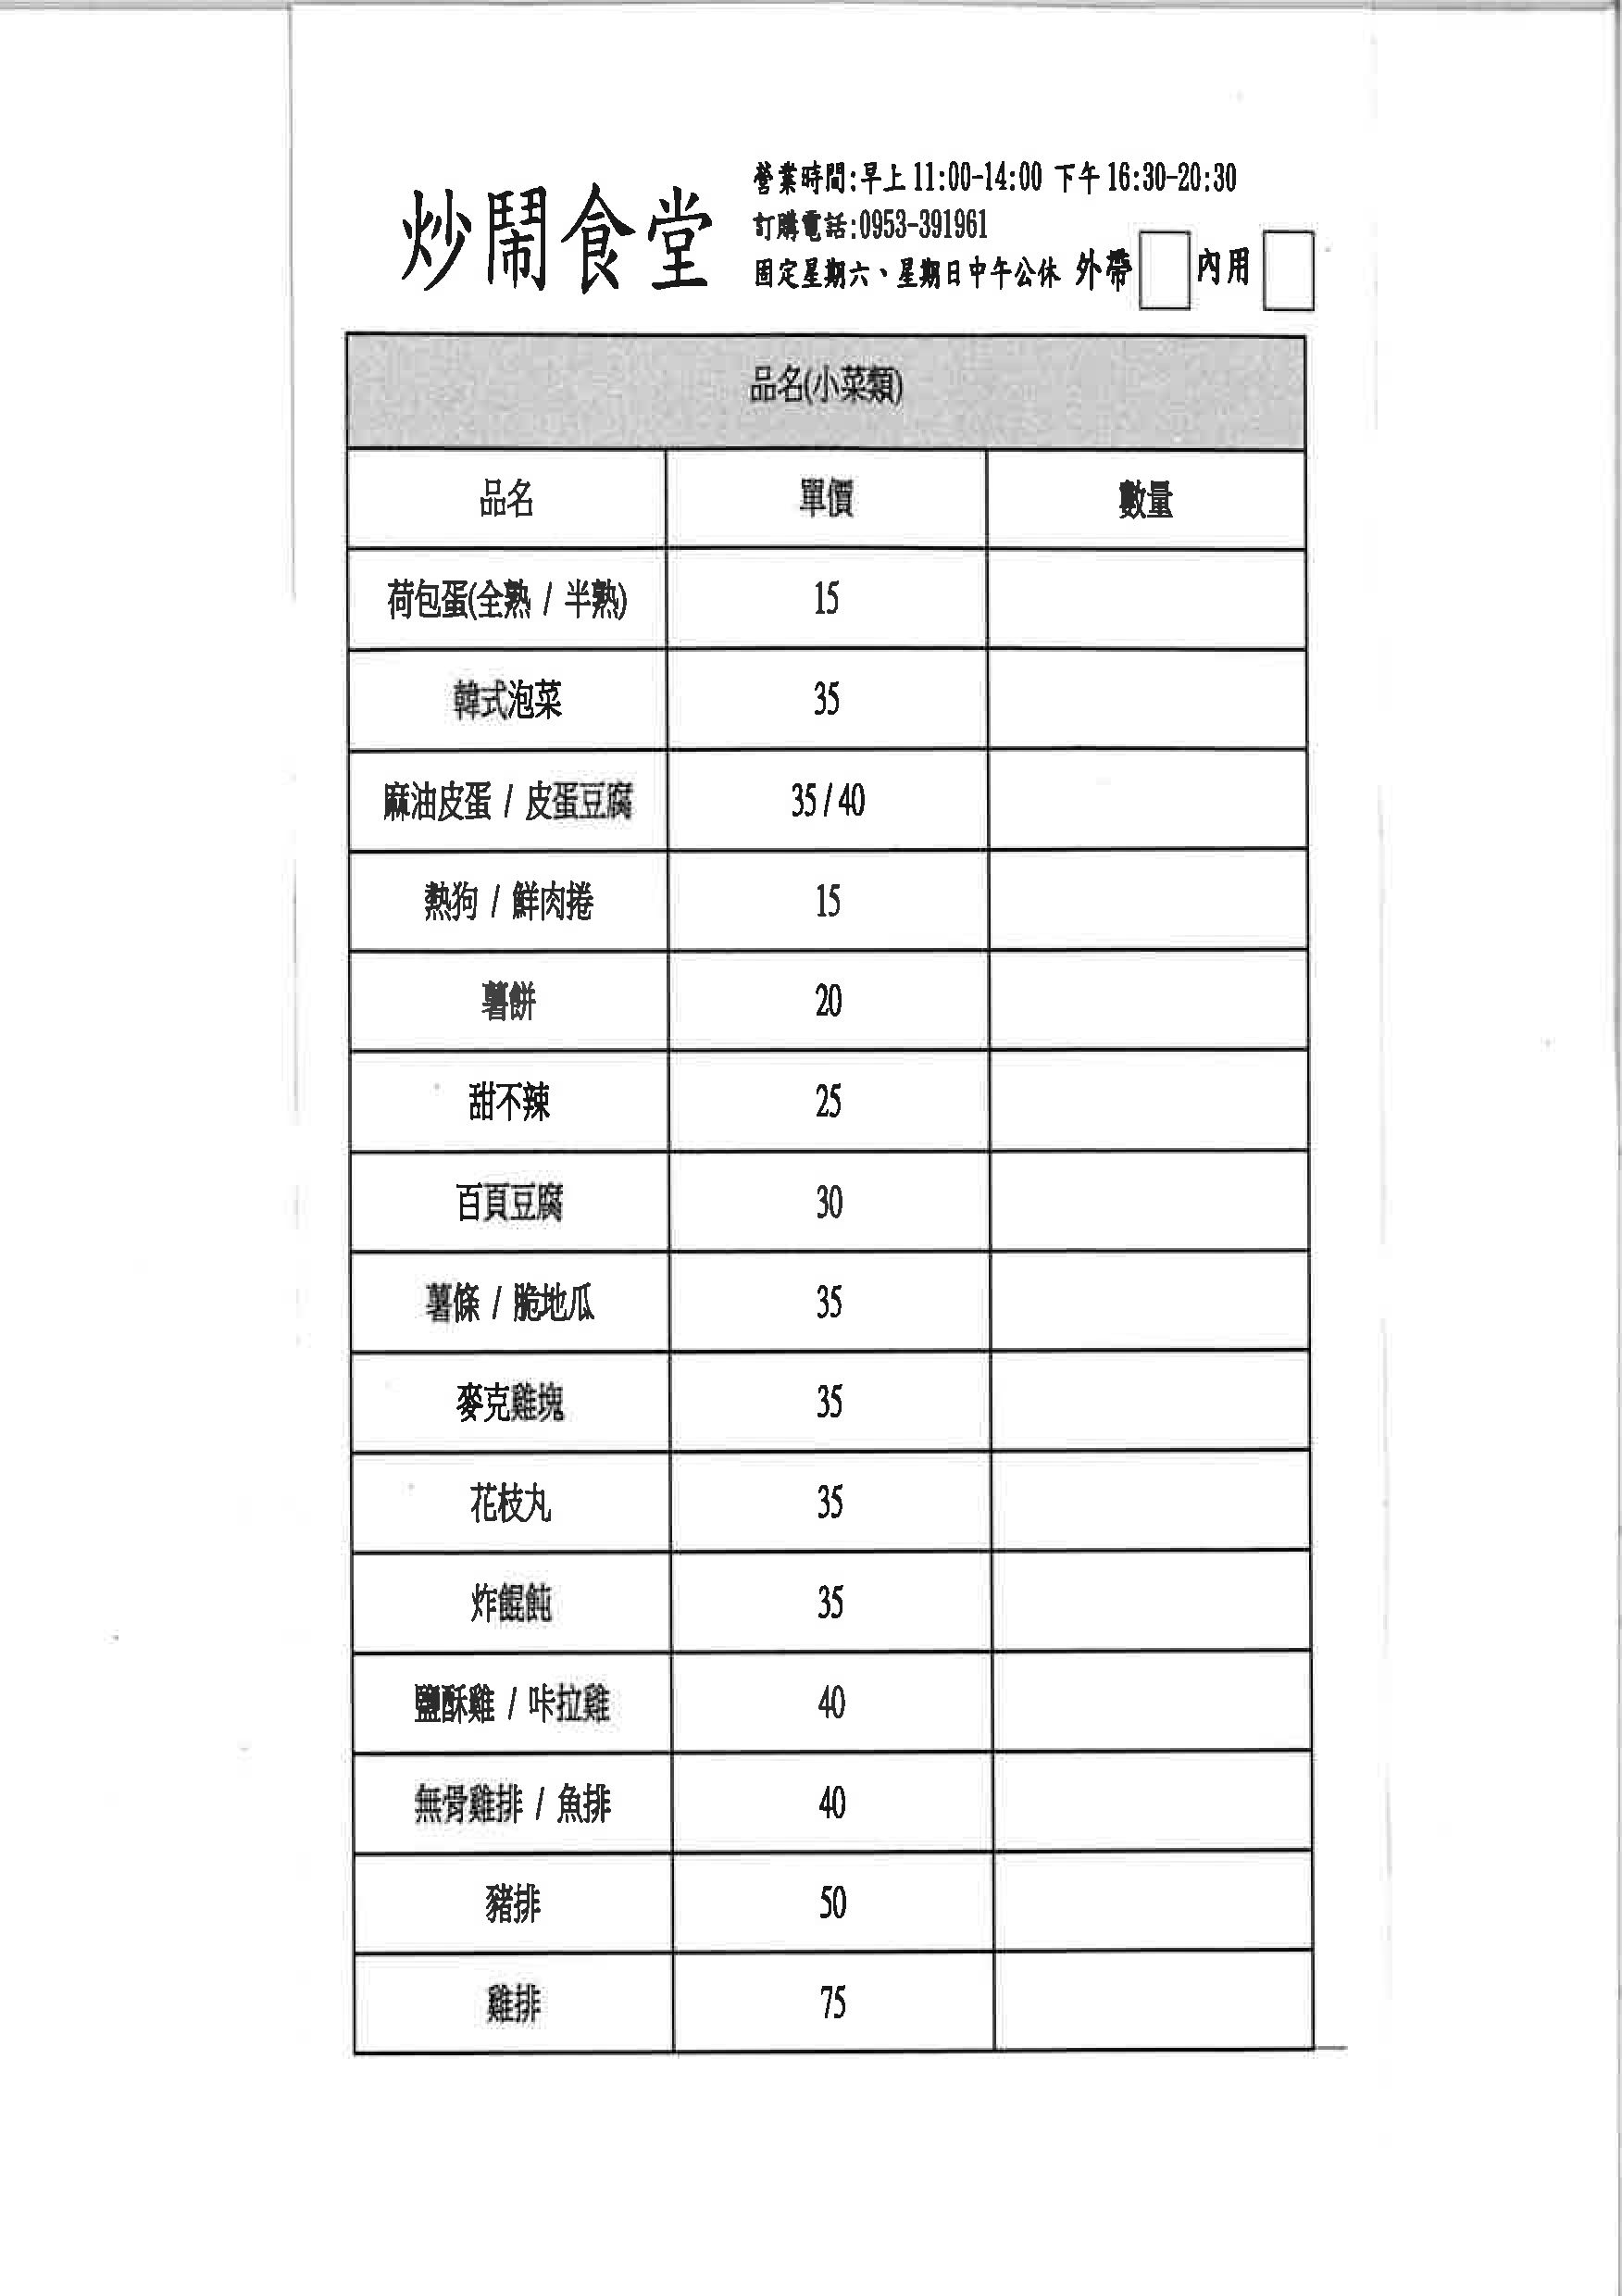 炒鬧食堂
營業時間:早上11:00-14:00 下午16:30-20:30
訂購電話:0953-391961
固定星期六、星期日中午公休 外帶 內用
品名(小菜類)
品名 單價 數量
荷包蛋(全熟 / 半熟) 15
韓式泡菜 35
麻油皮蛋 / 皮蛋豆腐 35 / 40
熱狗 / 鮮肉捲 15
薯餅 20
甜不辣 25
百頁豆腐 30
薯條 / 脆地瓜 35
麥克雞塊 35
花枝丸 35
炸餛飩 35
鹽酥雞 / 咔拉雞 40
無骨雞排 / 魚排 40
豬排 50
雞排 75